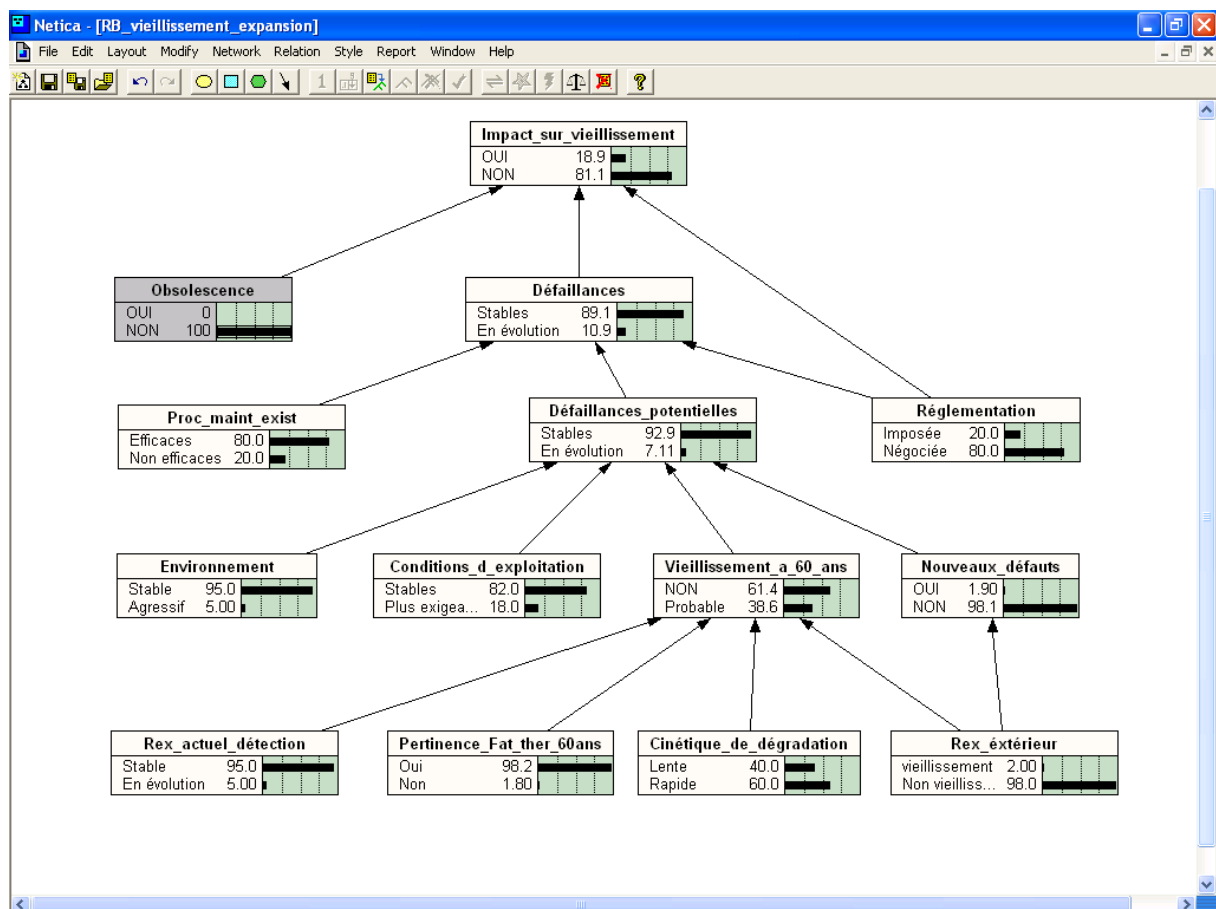 Netica - [RB_vieillissement_expansion]
File Edit Layout Modify Network Relation Style Report Window Help
1 ?
Impact_sur_vieillissement
OUI 18.9
NON 81.1
Obsolescence
OUI 0
NON 100
Défaillances
Stables 89.1
En évolution 10.9
Proc_maint_exist
Efficaces 80.0
Non efficaces 20.0
Défaillances_potentielles
Stables 92.9
En évolution 7.11
Réglementation
Imposée 20.0
Négociée 80.0
Environnement
Stable 95.0
Agressif 5.00
Conditions_d_exploitation
Stables 82.0
Plus exigea... 18.0
Vieillissement_a_60_ans
NON 61.4
Probable 38.6
Nouveaux_défauts
OUI 1.90
NON 98.1
Rex_actuel_détection
Stable 95.0
En évolution 5.00
Pertinence_Fat_ther_60ans
Oui 98.2
Non 1.80
Cinétique_de_dégradation
Lente 40.0
Rapide 60.0
Rex_éxtérieur
vieillissement 2.00
Non vieilliss... 98.0